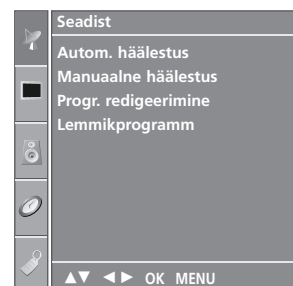 Seadist
Autom. häälestus
Manuaalne häälestus
Progr. redigeerimine
Lemmikprogramm
▲▼ ◄► OK MENU